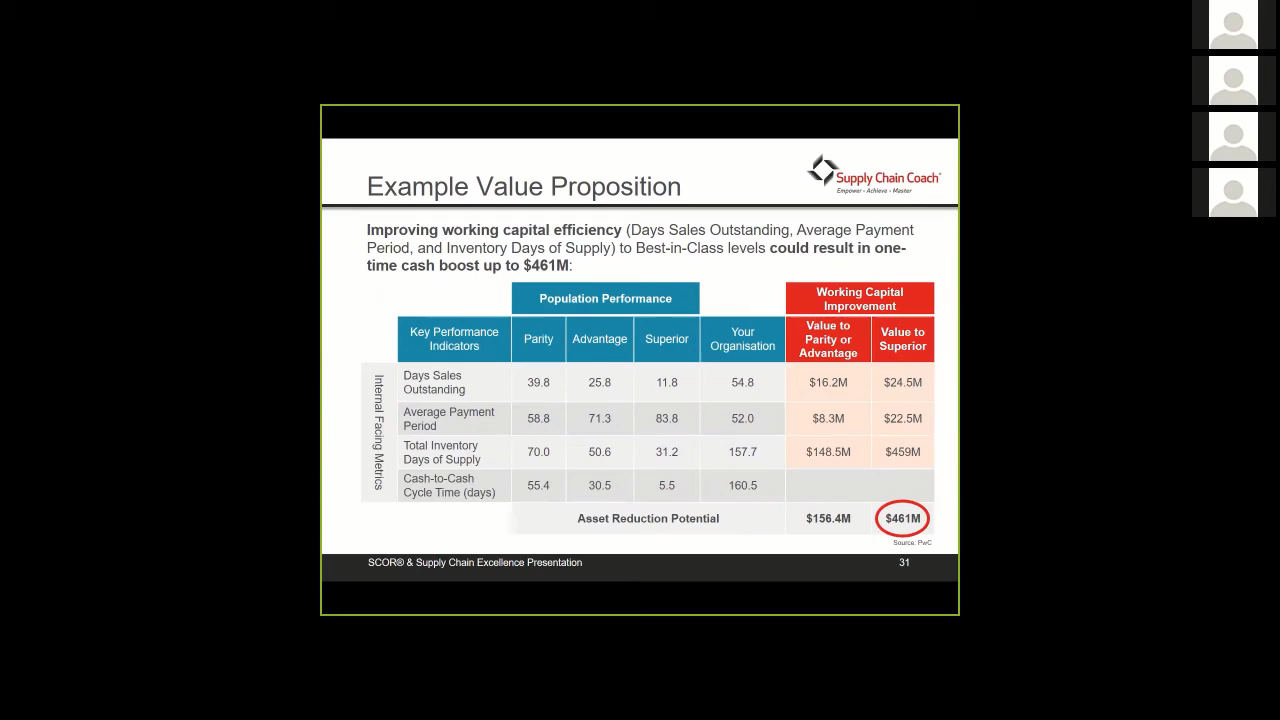 Example Value Proposition
Supply Chain Coach®
Empower • Achieve • Master
Improving working capital efficiency (Days Sales Outstanding, Average Payment
Period, and Inventory Days of Supply) to Best-in-Class levels could result in one-
time cash boost up to $461M:
Population Performance
Working Capital
Improvement
Key Performance
Indicators
Parity
Advantage
Superior
Your
Organisation
Value to
Parity or
Advantage
Value to
Superior
Internal Facing Metrics
Days Sales
Outstanding
39.8
25.8
11.8
54.8
$16.2M
$24.5M
Average Payment
Period
58.8
71.3
83.8
52.0
$8.3M
$22.5M
Total Inventory
Days of Supply
70.0
50.6
31.2
157.7
$148.5M
$459M
Cash-to-Cash
Cycle Time (days)
55.4
30.5
5.5
160.5
Asset Reduction Potential
$156.4M
$461M
Source: PwC
SCOR® & Supply Chain Excellence Presentation
31